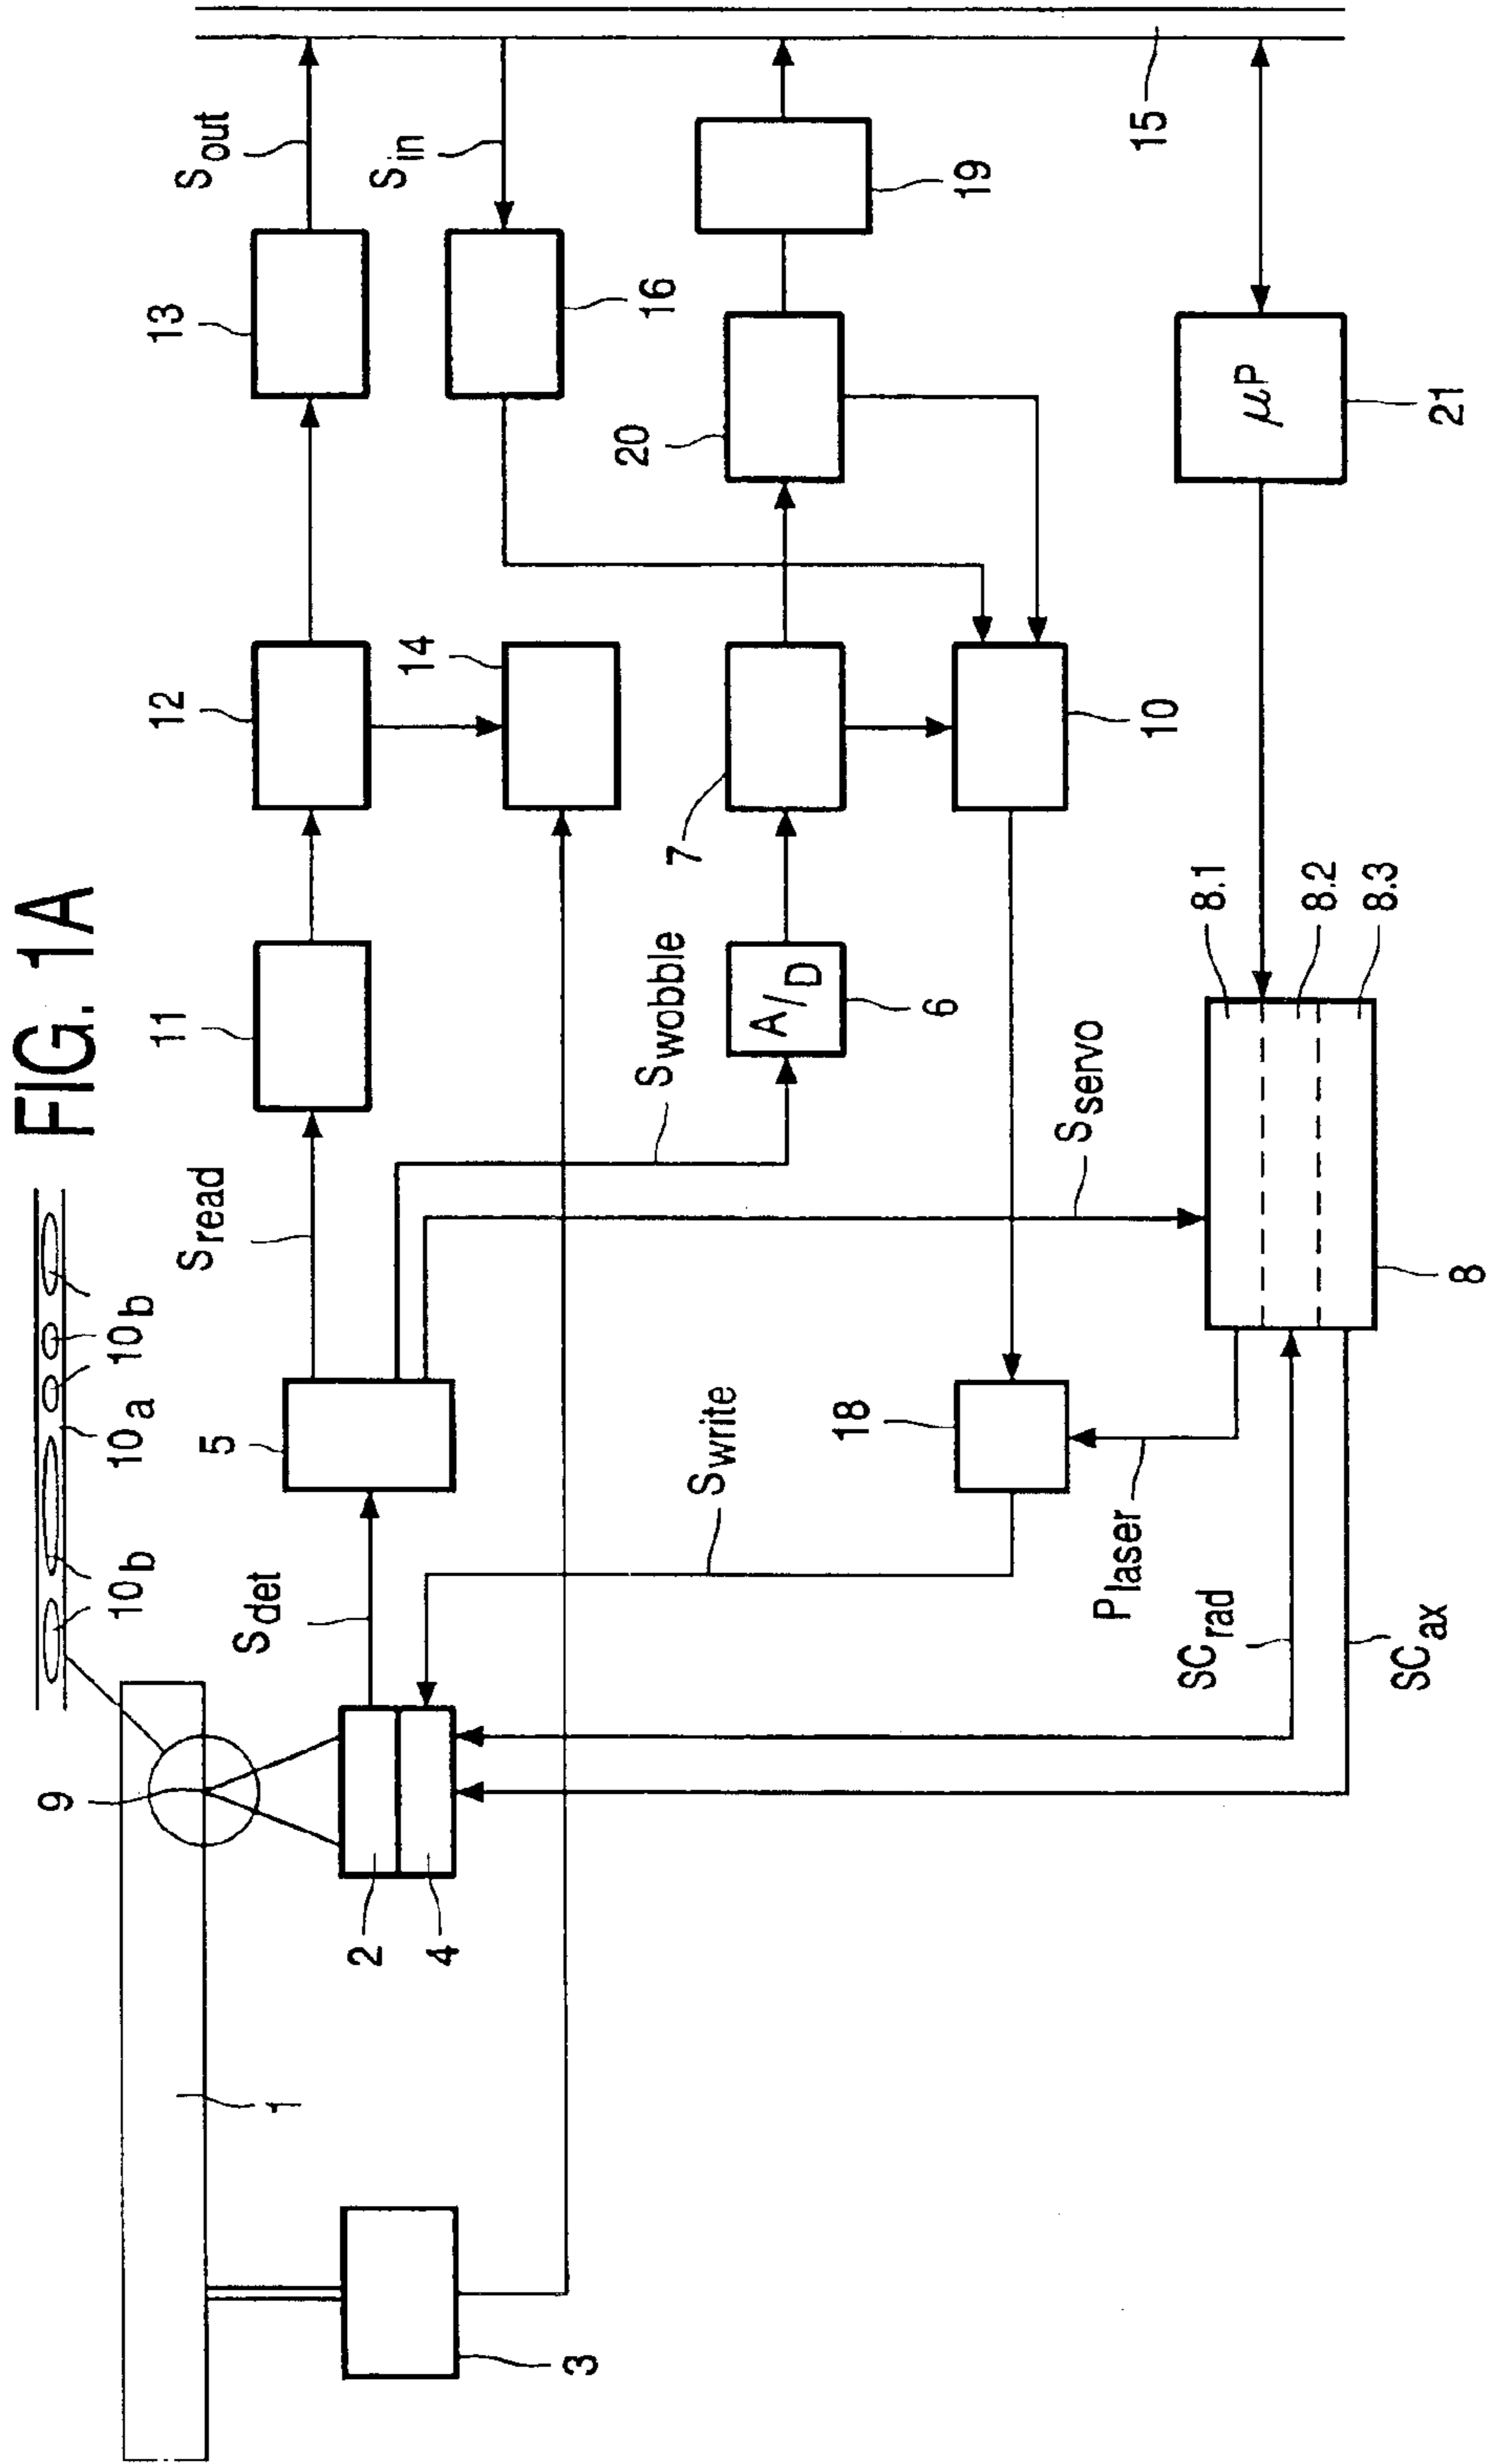 FIG. 1A
10b
10a
10b
9
1
3
2
4
Sdet
5
Sread
11
12
13
Sout
Sin
14
16
Swobble
A/D
6
7
20
19
15
Swrite
18
10
Sservo
Plaser
SCrad
SCax
8
8.1
8.2
8.3
μP
21